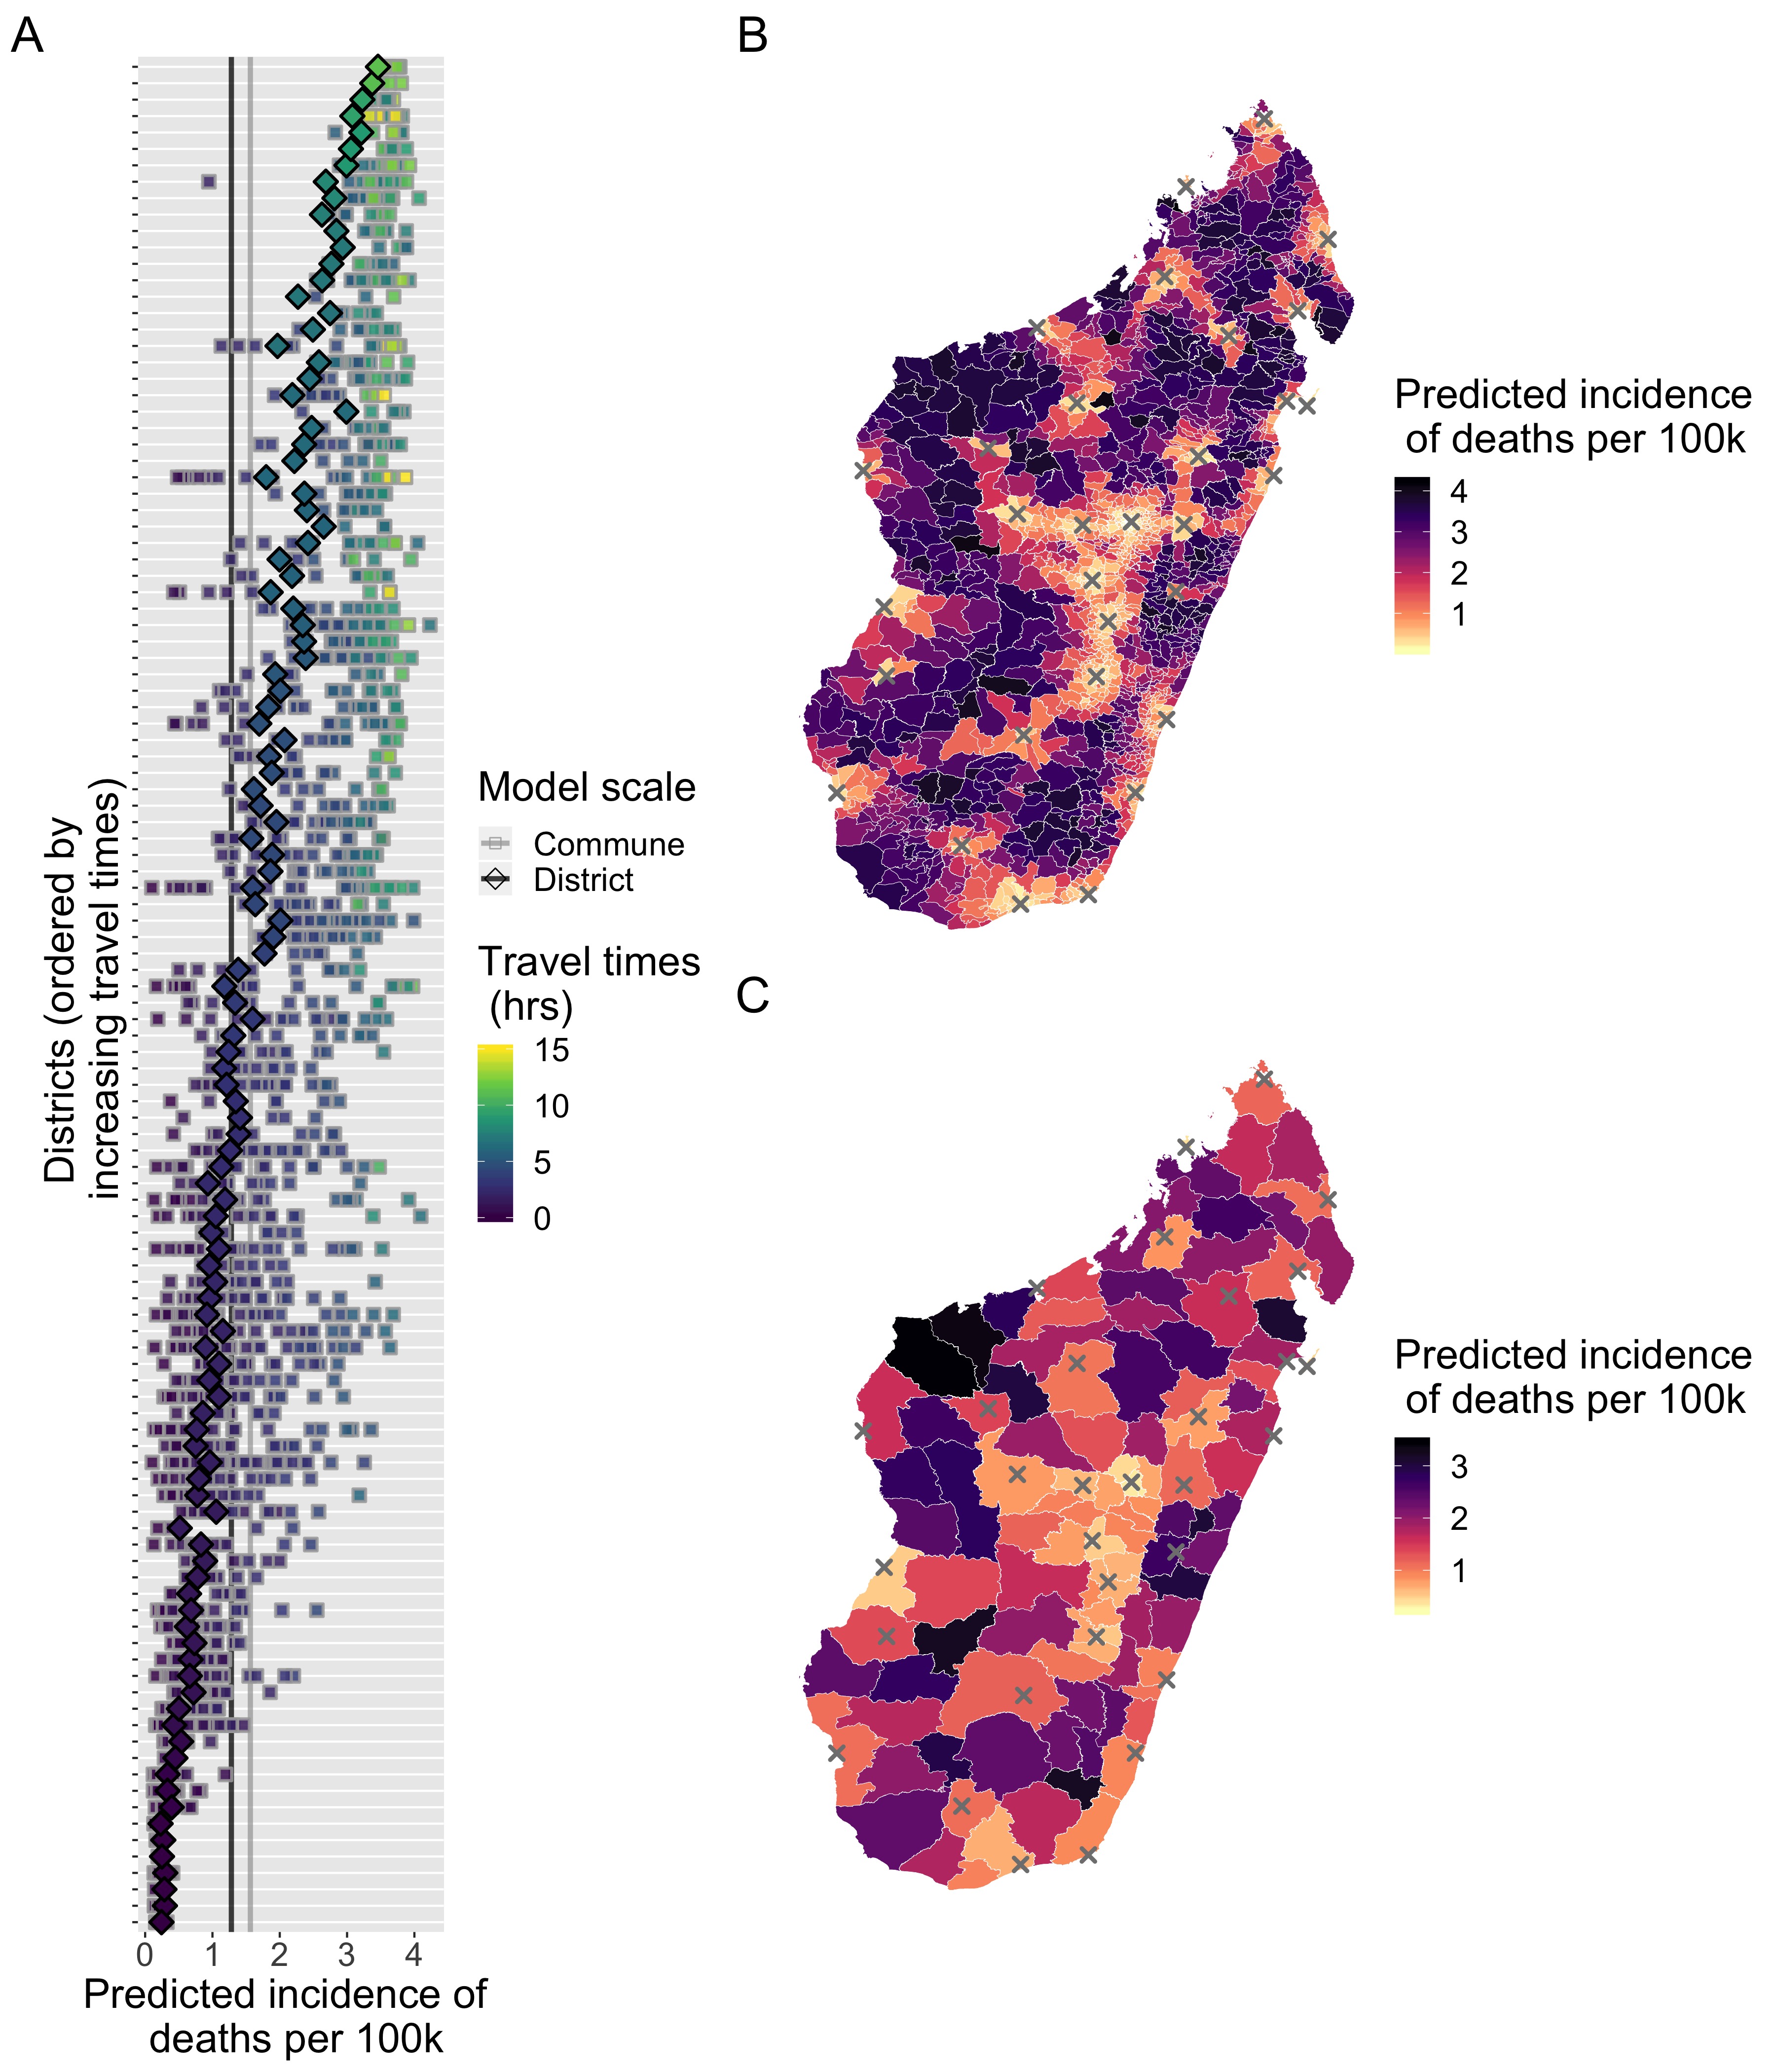 A
Districts (ordered by
increasing travel times)
0 1 2 3 4
Predicted incidence of
deaths per 100k
Model scale
Commune
District
Travel times
(hrs)
15
10
5
0
B
Predicted incidence
of deaths per 100k
4
3
2
1
C
Predicted incidence
of deaths per 100k
3
2
1